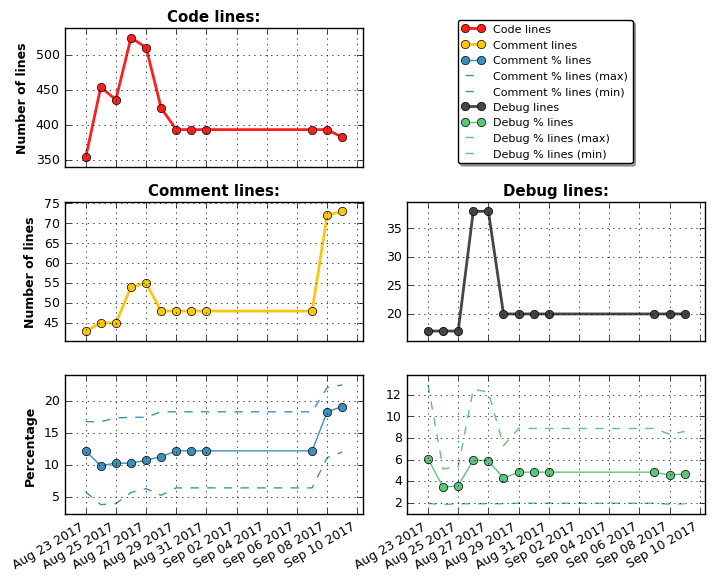 Code lines:
Number of lines
500
450
400
350
Code lines
Comment lines
Comment % lines
Comment % lines (max)
Comment % lines (min)
Debug lines
Debug % lines
Debug % lines (max)
Debug % lines (min)
Comment lines:
Number of lines
75
70
65
60
55
50
45
Debug lines:
35
30
25
20
Percentage
20
15
10
5
Aug 23 2017
Aug 25 2017
Aug 27 2017
Aug 29 2017
Aug 31 2017
Sep 02 2017
Sep 04 2017
Sep 06 2017
Sep 08 2017
Sep 10 2017
12
10
8
6
4
2
Aug 23 2017
Aug 25 2017
Aug 27 2017
Aug 29 2017
Aug 31 2017
Sep 02 2017
Sep 04 2017
Sep 06 2017
Sep 08 2017
Sep 10 2017